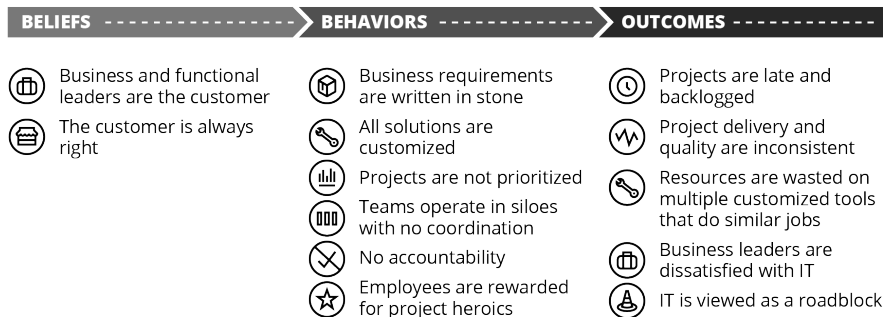 BELIEFS
Business and functional
leaders are the customer
The customer is always
right
BEHAVIORS
Business requirements
are written in stone
All solutions are
customized
Projects are not prioritized
Teams operate in siloes
with no coordination
No accountability
Employees are rewarded
for project heroics
OUTCOMES
Projects are late and
backlogged
Project delivery and
quality are inconsistent
Resources are wasted on
multiple customized tools
that do similar jobs
Business leaders are
dissatisfied with IT
IT is viewed as a roadblock